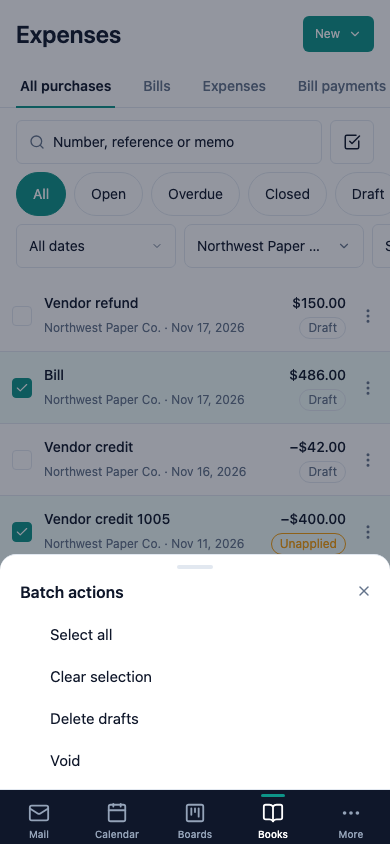 Expenses
New
All purchases Bills Expenses Bill payments
Number, reference or memo
All Open Overdue Closed Draft
All dates Northwest Paper ...
Vendor refund $150.00
Northwest Paper Co. · Nov 17, 2026 Draft
Bill $486.00
Northwest Paper Co. · Nov 17, 2026 Draft
Vendor credit −$42.00
Northwest Paper Co. · Nov 16, 2026 Draft
Vendor credit 1005 −$400.00
Northwest Paper Co. · Nov 11, 2026 Unapplied
Batch actions
Select all
Clear selection
Delete drafts
Void
Mail Calendar Boards Books More